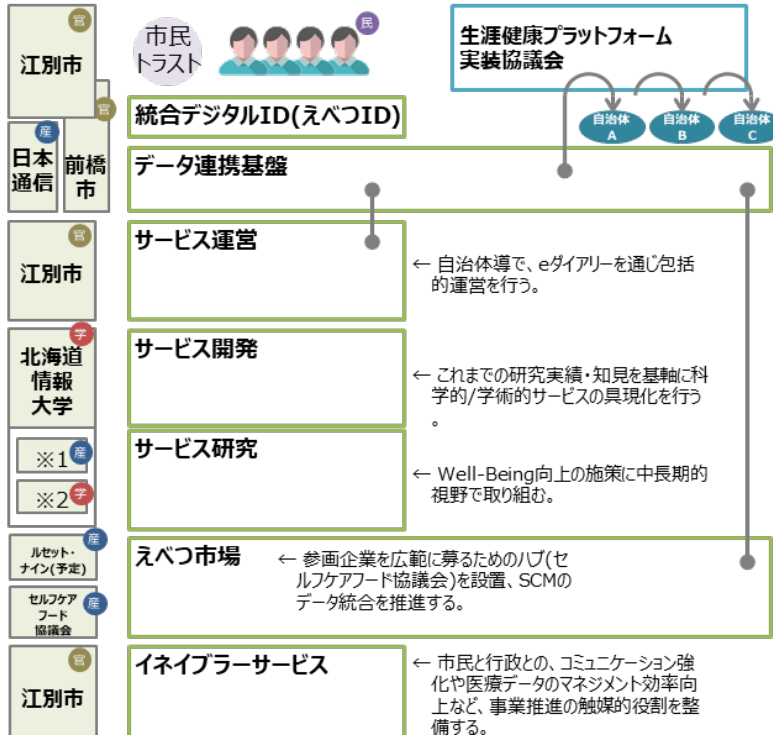 官
江別市
市民
トラスト
民
生涯健康プラットフォーム
実装協議会
自治体
A
自治体
B
自治体
C
官
統合デジタルID(えべつID)
産
日本
通信
前橋
市
データ連携基盤
官
江別市
サービス運営
← 自治体導で、eダイアリーを通じ包括
的運営を行う。
学
北海道
情報
大学
サービス開発
← これまでの研究実績・知見を基軸に科
学的/学術的サービスの具現化を行う
。
※1
産
※2
学
サービス研究
← Well-Being向上の施策に中長期的
視野で取り組む。
産
ルセット・
ナイン(予定)
えべつ市場
← 参画企業を広範に募るためのハブ(セ
ルフケアフード協議会)を設置、SCMの
データ統合を推進する。
セルフケア
フード
協議会
産
官
江別市
イネイブラーサービス
← 市民と行政との、コミュニケーション強
化や医療データのマネジメント効率向
上など、事業推進の触媒的役割を整
備する。